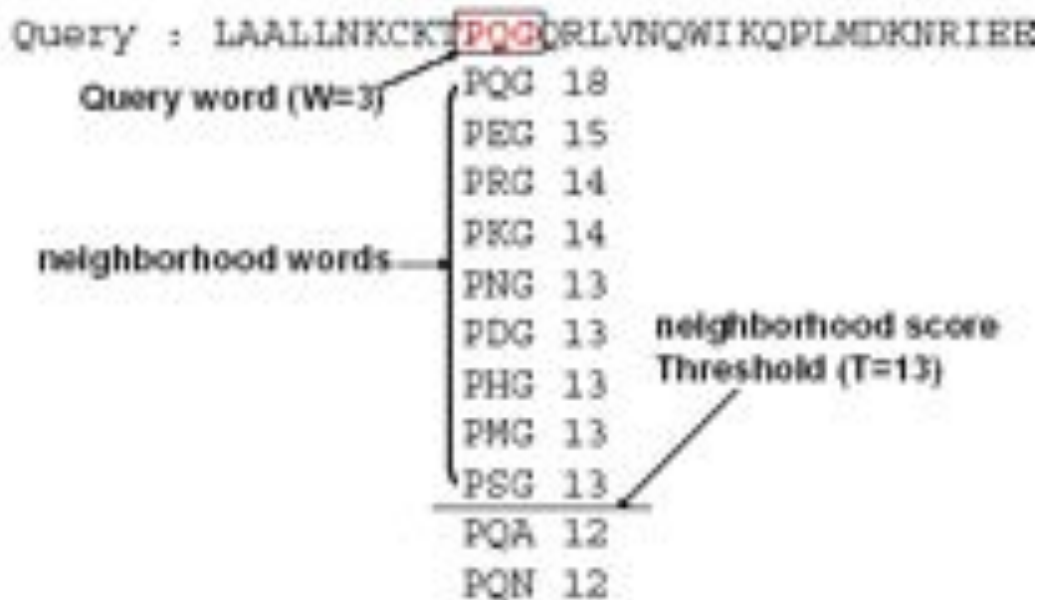 Query : LAALLNKCKTPQGQRLVNQWIKQPLMDKNRIEE
Query word (W=3)
PQG 18
PEG 15
PRG 14
PKG 14
neighborhood words
PNG 13
PDG 13
neighborhood score
Threshold (T=13)
PHG 13
PMG 13
PSG 13
PQA 12
PQN 12